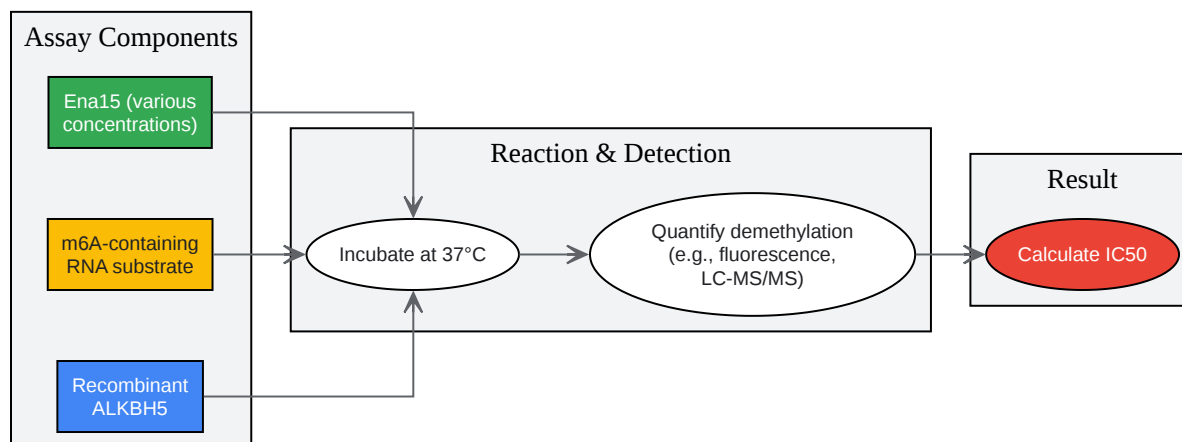 Assay Components
Ena15 (various
concentrations)
m6A-containing
RNA substrate
Recombinant
ALKBH5
Reaction & Detection
Incubate at 37°C
Quantify demethylation
(e.g., fluorescence,
LC-MS/MS)
Result
Calculate IC50